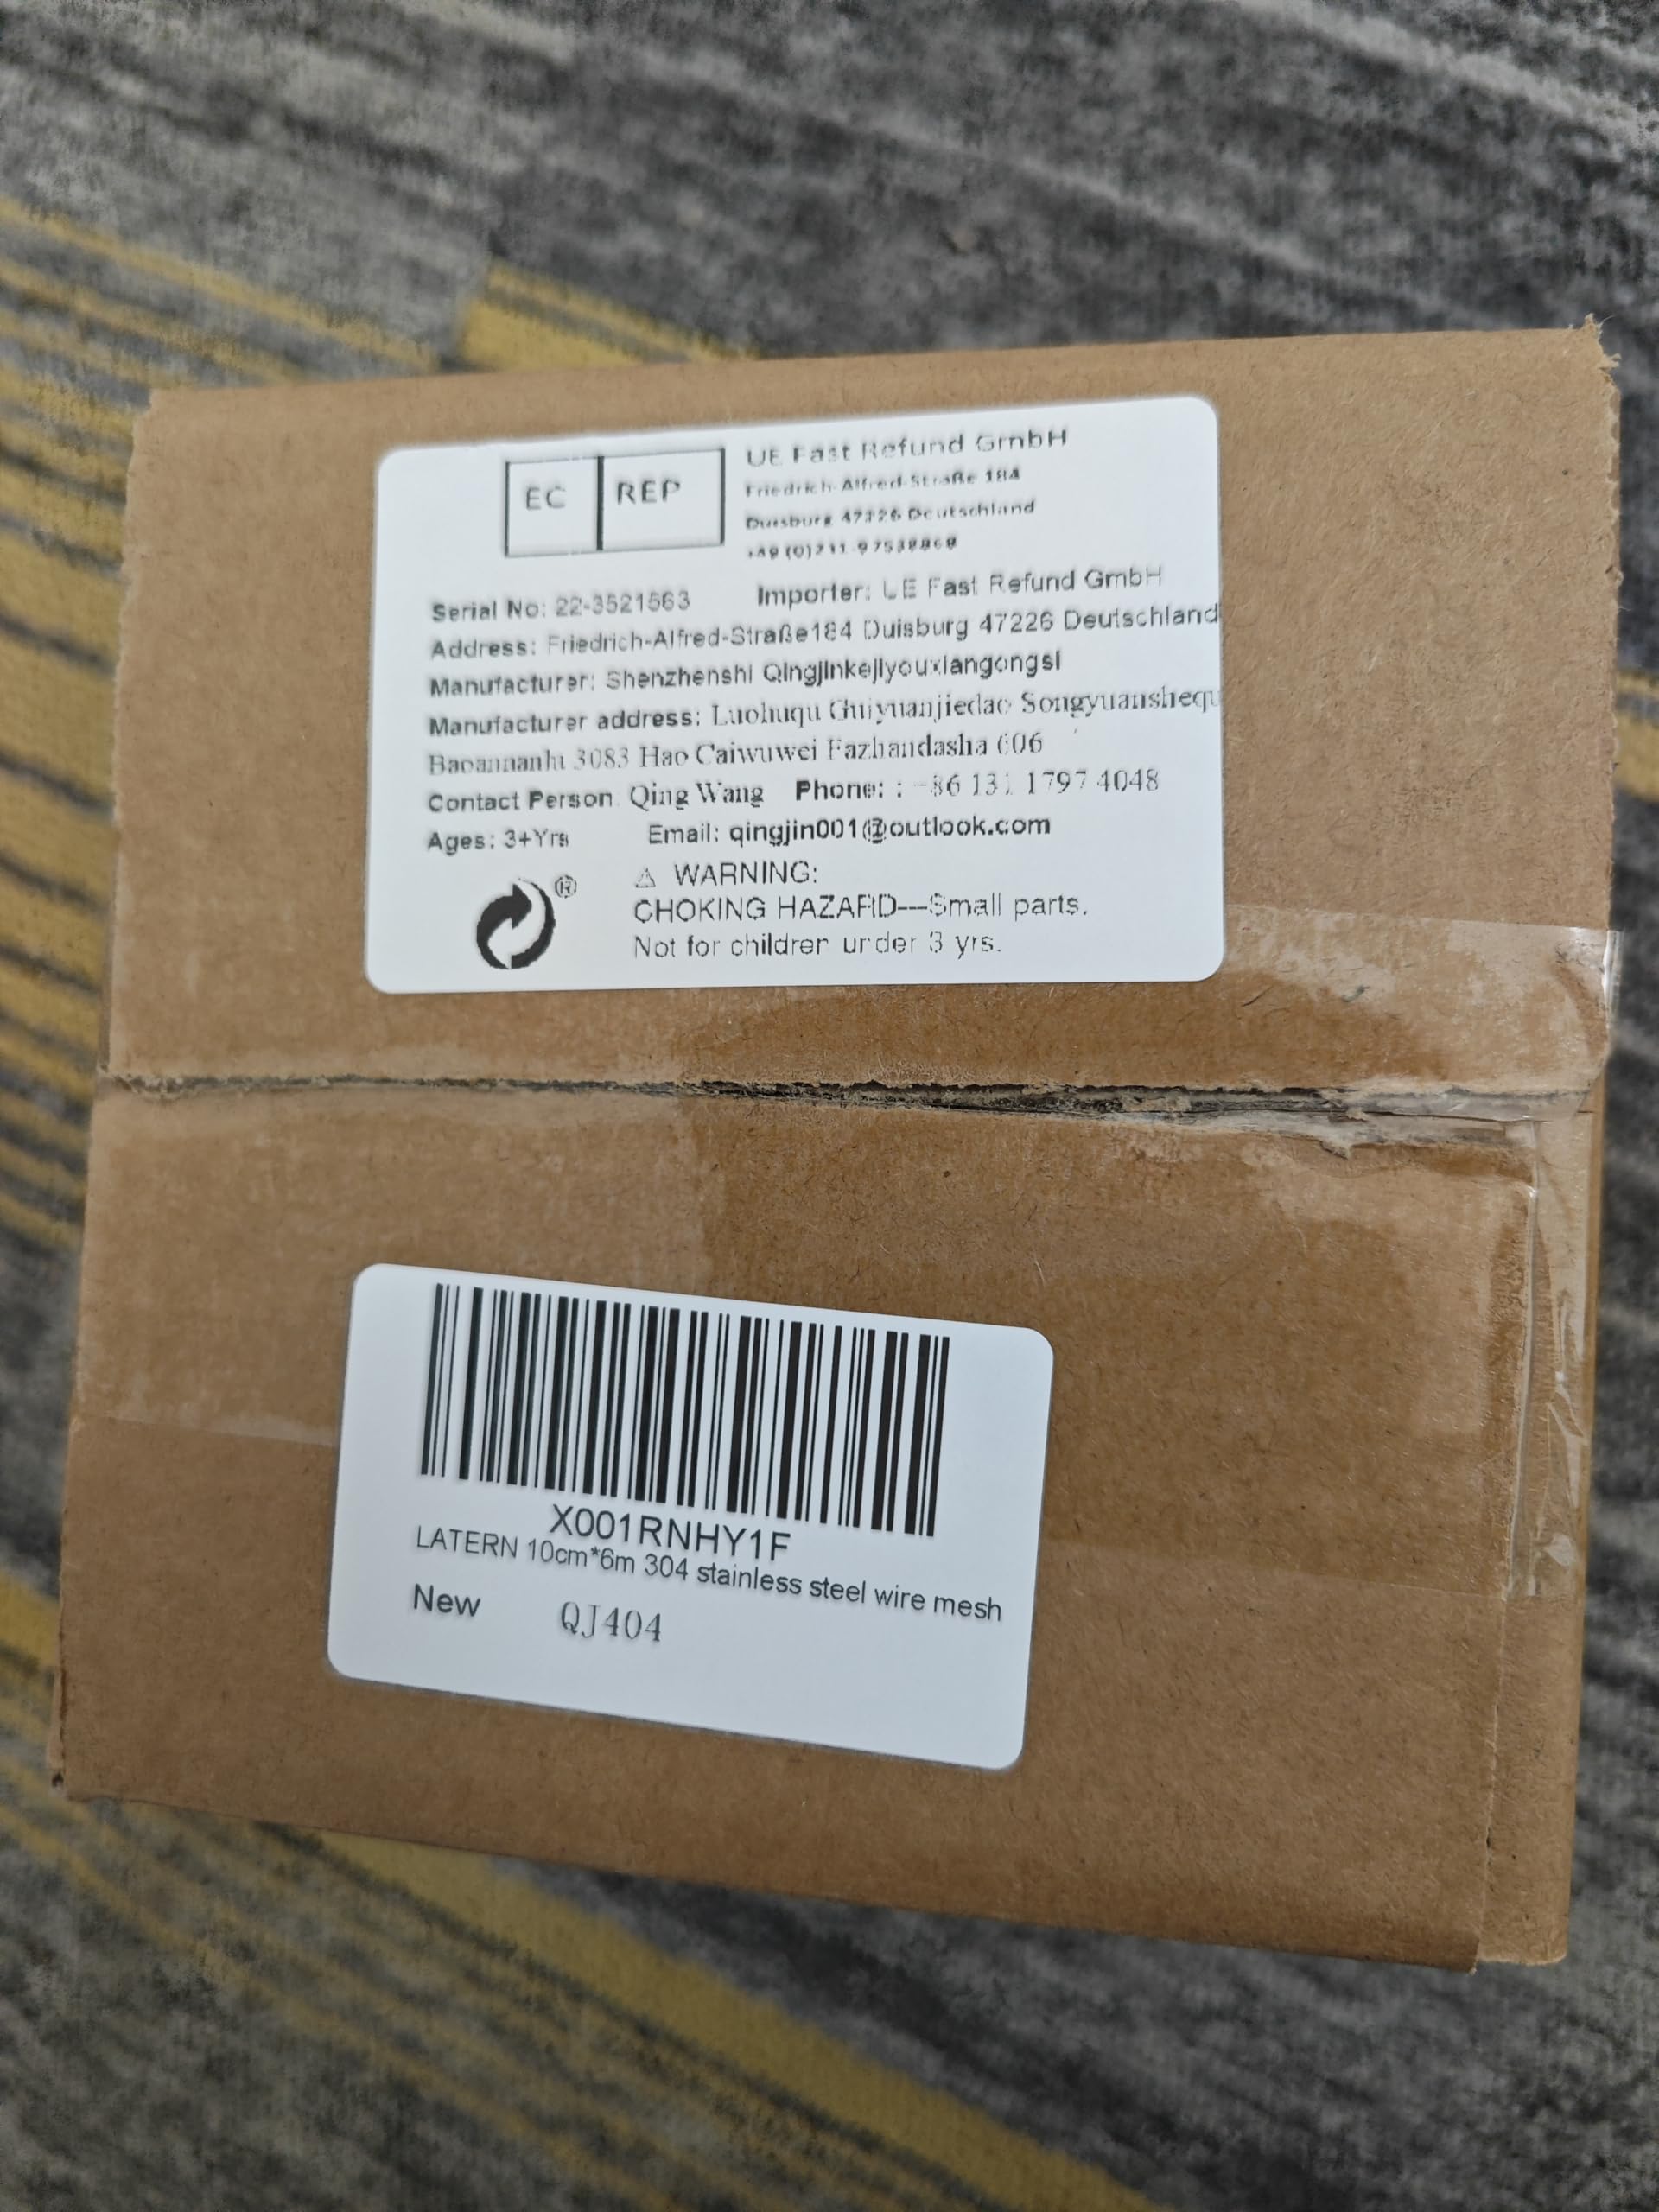 EC REP
UE Fast Refund GmbH
Friedrich-Alfred-Straße 184
Duisburg 47226 Deutschland
Serial No: 22-3521563 Importer: UE Fast Refund GmbH
Address: Friedrich-Alfred-Straße184 Duisburg 47226 Deutschland
Manufacturer: Shenzhenshi Qingjinkejiyouxiangongsi
Manufacturer address: Luohuqu Guiyuanjiedao Songyuanshequ
Baoannanlu 3083 Hao Caiwuwei Fazhandasha 606
Contact Person Qing Wang Phone: : +86 131 1797 4048
Ages: 3+Yrs Email: qingjin001@outlook.com
®
⚠ WARNING:
CHOKING HAZARD—Small parts.
Not for children under 3 yrs.
X001RNHY1F
LATERN 10cm*6m 304 stainless steel wire mesh
New QJ404